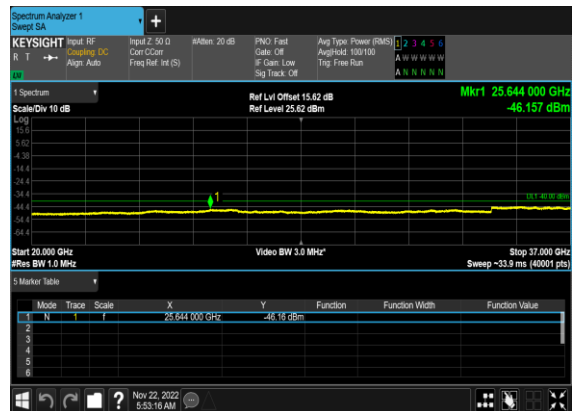 Spectrum Analyzer 1
Swept SA
KEYSIGHT Input: RF Input Z: 50 Ω #Atten: 20 dB PNO: Fast Avg Type: Power (RMS) 1 2 3 4 5 6
R T Coupling: DC Corr CCorr Gate: Off Avg|Hold: 100/100 A W W W W W
Align: Auto Freq Ref: Int (S) IF Gain: Low Trig: Free Run
Sig Track: Off A N N N N N
1 Spectrum Ref Lvl Offset 15.62 dB Mkr1 25.644 000 GHz
Scale/Div 10 dB Ref Level 25.62 dBm -46.157 dBm
Log
15.6
5.62
-4.38
-14.4
-24.4
-34.4
1
-44.4
-54.4
-64.4
Start 20.000 GHz Video BW 3.0 MHz* Stop 37.000 GHz
#Res BW 1.0 MHz Sweep ~33.9 ms (40001 pts)
5 Marker Table
Mode Trace Scale X Y Function Function Width Function Value
1 N 1 f 25.644 000 GHz -46.16 dBm
2
3
4
5
6
? Nov 22, 2022
5:53:16 AM